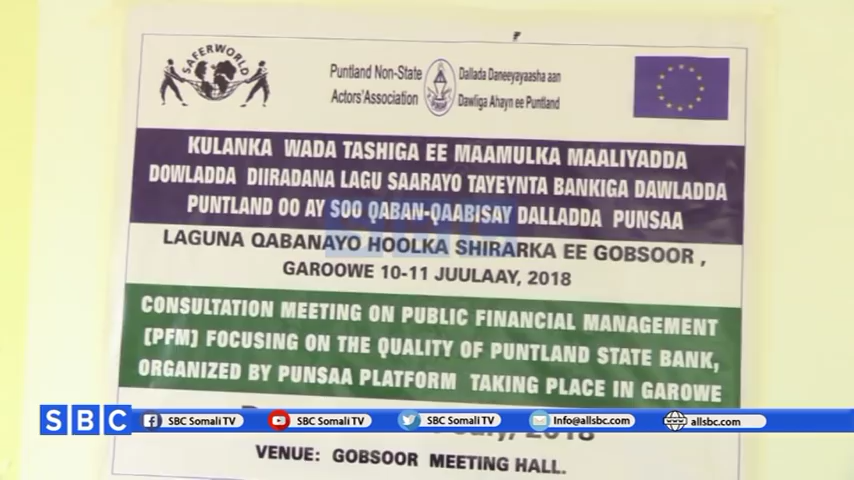 SAFERWORLD
Puntland Non-State
Actors'Association
Dallada Daneeyayaasha aan
Dawliga Ahayn ee Puntland
KULANKA WADA TASHIGA EE MAAMULKA MAALIYADDA
DOWLADDA DIIRADANA LAGU SAARAYO TAYEYNTA BANKIGA DAWLADDA
PUNTLAND OO AY SOO QABAN-QAABISAY DALLADDA PUNSAA
LAGUNA QABANAYO HOOLKA SHIRARKA EE GOBSOOR ,
GAROOWE 10-11 JUULAAY, 2018
CONSULTATION MEETING ON PUBLIC FINANCIAL MANAGEMENT
[PFM] FOCUSING ON THE QUALITY OF PUNTLAND STATE BANK,
ORGANIZED BY PUNSAA PLATFORM TAKING PLACE IN GAROWE
2018
SBC SBC Somali TV SBC Somali TV SBC Somali TV Info@allsbc.com allsbc.com
VENUE: GOBSOOR MEETING HALL.